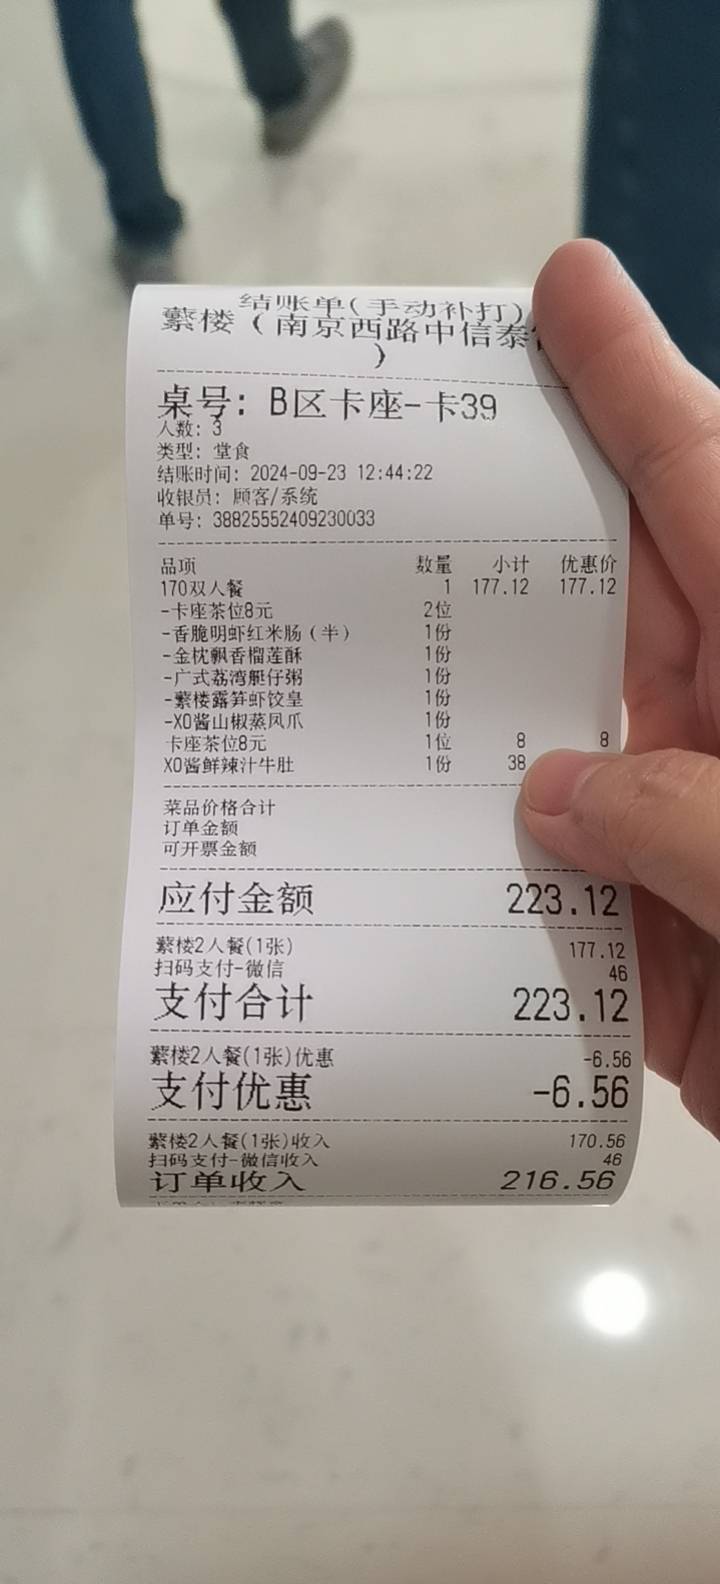 结账单(手动补打)
蘩楼（南京西路中信泰
)
桌号: B区卡座-卡39
人数: 3
类型: 堂食
结账时间: 2024-09-23 12:44:22
收银员: 顾客/系统
单号: 38825552409230033
品项 数量 小计 优惠价
170双人餐 1 177.12 177.12
-卡座茶位8元 2位
-香脆明虾红米肠（半） 1份
-金枕飘香榴莲酥 1份
-广式荔湾艇仔粥 1份
-蘩楼露笋虾饺皇 1份
-XO酱山椒蒸凤爪 1份
卡座茶位8元 1位 8 8
XO酱鲜辣汁牛肚 1份 38
菜品价格合计
订单金额
可开票金额
应付金额 223.12
蘩楼2人餐(1张) 177.12
扫码支付-微信 46
支付合计 223.12
蘩楼2人餐(1张)优惠 -6.56
支付优惠 -6.56
蘩楼2人餐(1张)收入 170.56
扫码支付-微信收入 46
订单收入 216.56